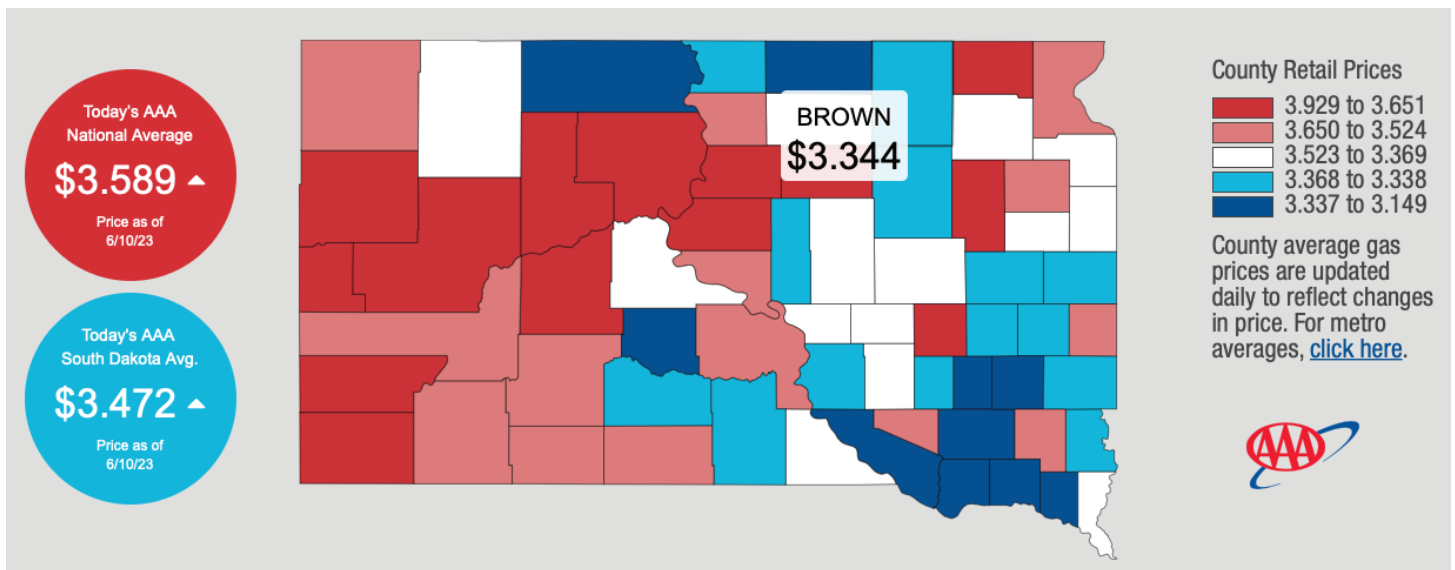 Today's AAA
National Average
$3.589
Price as of
6/10/23
Today's AAA
South Dakota Avg.
$3.472
Price as of
6/10/23
BROWN
$3.344
County Retail Prices
3.929 to 3.651
3.650 to 3.524
3.523 to 3.369
3.368 to 3.338
3.337 to 3.149
County average gas
prices are updated
daily to reflect changes
in price. For metro
averages, click here.
AAA